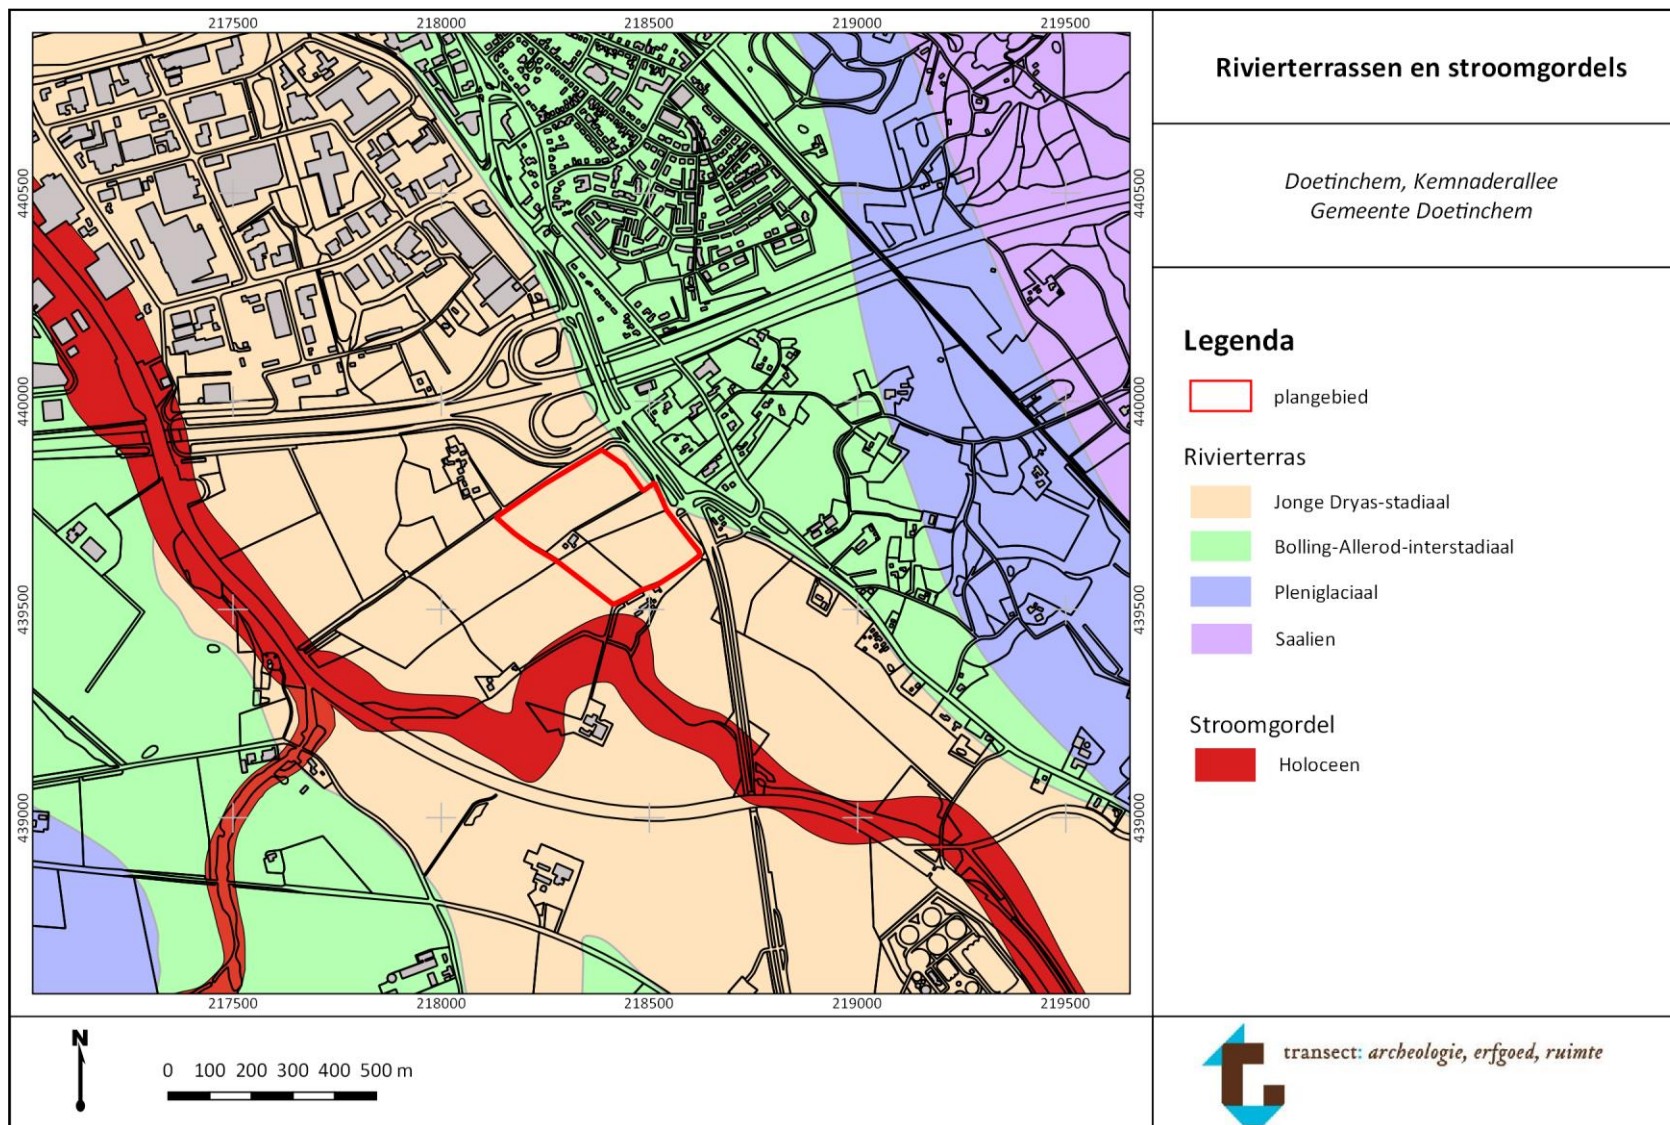 217500 218000 218500 219000 219500
440500 440500
440000 440000
439500 439500
439000 439000
217500 218000 218500 219000 219500
N
0 100 200 300 400 500 m
Rivierterrassen en stroomgordels
Doetinchem, Kemnaderallee
Gemeente Doetinchem
Legenda
plangebied
Rivierterras
Jonge Dryas-stadiaal
Bolling-Allerod-interstadiaal
Pleniglaciaal
Saalien
Stroomgordel
Holoceen
transect: archeologie, erfgoed, ruimte